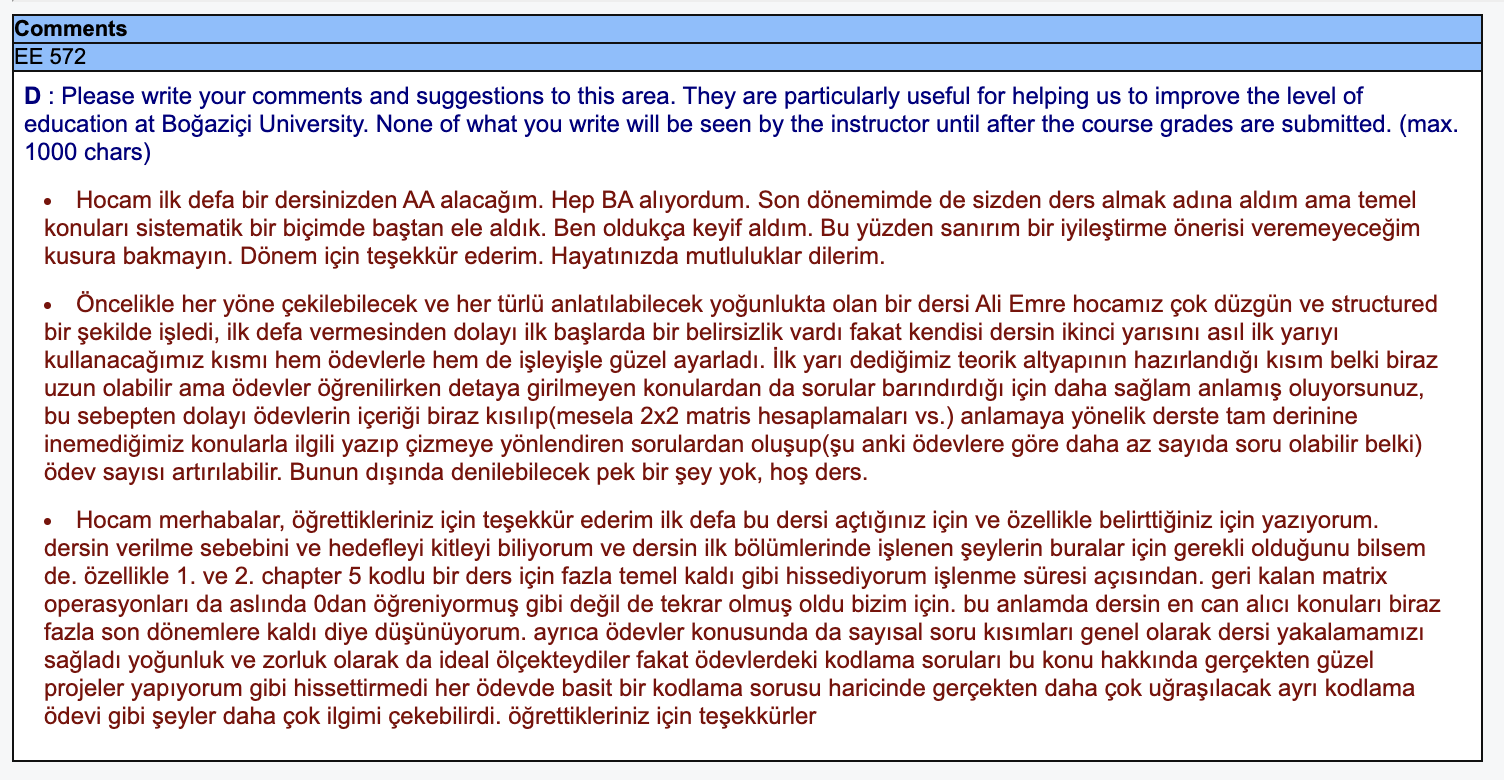 Comments
EE 572
D : Please write your comments and suggestions to this area. They are particularly useful for helping us to improve the level of
education at Boğaziçi University. None of what you write will be seen by the instructor until after the course grades are submitted. (max.
1000 chars)
• Hocam ilk defa bir dersinizden AA alacağım. Hep BA alıyordum. Son dönemimde de sizden ders almak adına aldım ama temel
konuları sistematik bir biçimde baştan ele aldık. Ben oldukça keyif aldım. Bu yüzden sanırım bir iyileştirme önerisi veremeyeceğim
kusura bakmayın. Dönem için teşekkür ederim. Hayatınızda mutluluklar dilerim.
• Öncelikle her yöne çekilebilecek ve her türlü anlatılabilecek yoğunlukta olan bir dersi Ali Emre hocamız çok düzgün ve structured
bir şekilde işledi, ilk defa vermesinden dolayı ilk başlarda bir belirsizlik vardı fakat kendisi dersin ikinci yarısını asıl ilk yarıyı
kullanacağımız kısmı hem ödevlerle hem de işleyişle güzel ayarladı. İlk yarı dediğimiz teorik altyapının hazırlandığı kısım belki biraz
uzun olabilir ama ödevler öğrenilirken detaya girilmeyen konulardan da sorular barındırdığı için daha sağlam anlamış oluyorsunuz,
bu sebepten dolayı ödevlerin içeriği biraz kısılıp(mesela 2x2 matris hesaplamaları vs.) anlamaya yönelik derste tam derinine
inemediğimiz konularla ilgili yazıp çizmeye yönlendiren sorulardan oluşup(şu anki ödevlere göre daha az sayıda soru olabilir belki)
ödev sayısı artırılabilir. Bunun dışında denilebilecek pek bir şey yok, hoş ders.
• Hocam merhabalar, öğrettikleriniz için teşekkür ederim ilk defa bu dersi açtığınız için ve özellikle belirttiğiniz için yazıyorum.
dersin verilme sebebini ve hedefleyi kitleyi biliyorum ve dersin ilk bölümlerinde işlenen şeylerin buralar için gerekli olduğunu bilsem
de. özellikle 1. ve 2. chapter 5 kodlu bir ders için fazla temel kaldı gibi hissediyorum işlenme süresi açısından. geri kalan matrix
operasyonları da aslında 0dan öğreniyormuş gibi değil de tekrar olmuş oldu bizim için. bu anlamda dersin en can alıcı konuları biraz
fazla son dönemlere kaldı diye düşünüyorum. ayrıca ödevler konusunda da sayısal soru kısımları genel olarak dersi yakalamamızı
sağladı yoğunluk ve zorluk olarak da ideal ölçekteydiler fakat ödevlerdeki kodlama soruları bu konu hakkında gerçekten güzel
projeler yapıyorum gibi hissettirmedi her ödevde basit bir kodlama sorusu haricinde gerçekten daha çok uğraşılacak ayrı kodlama
ödevi gibi şeyler daha çok ilgimi çekebilirdi. öğrettikleriniz için teşekkürler